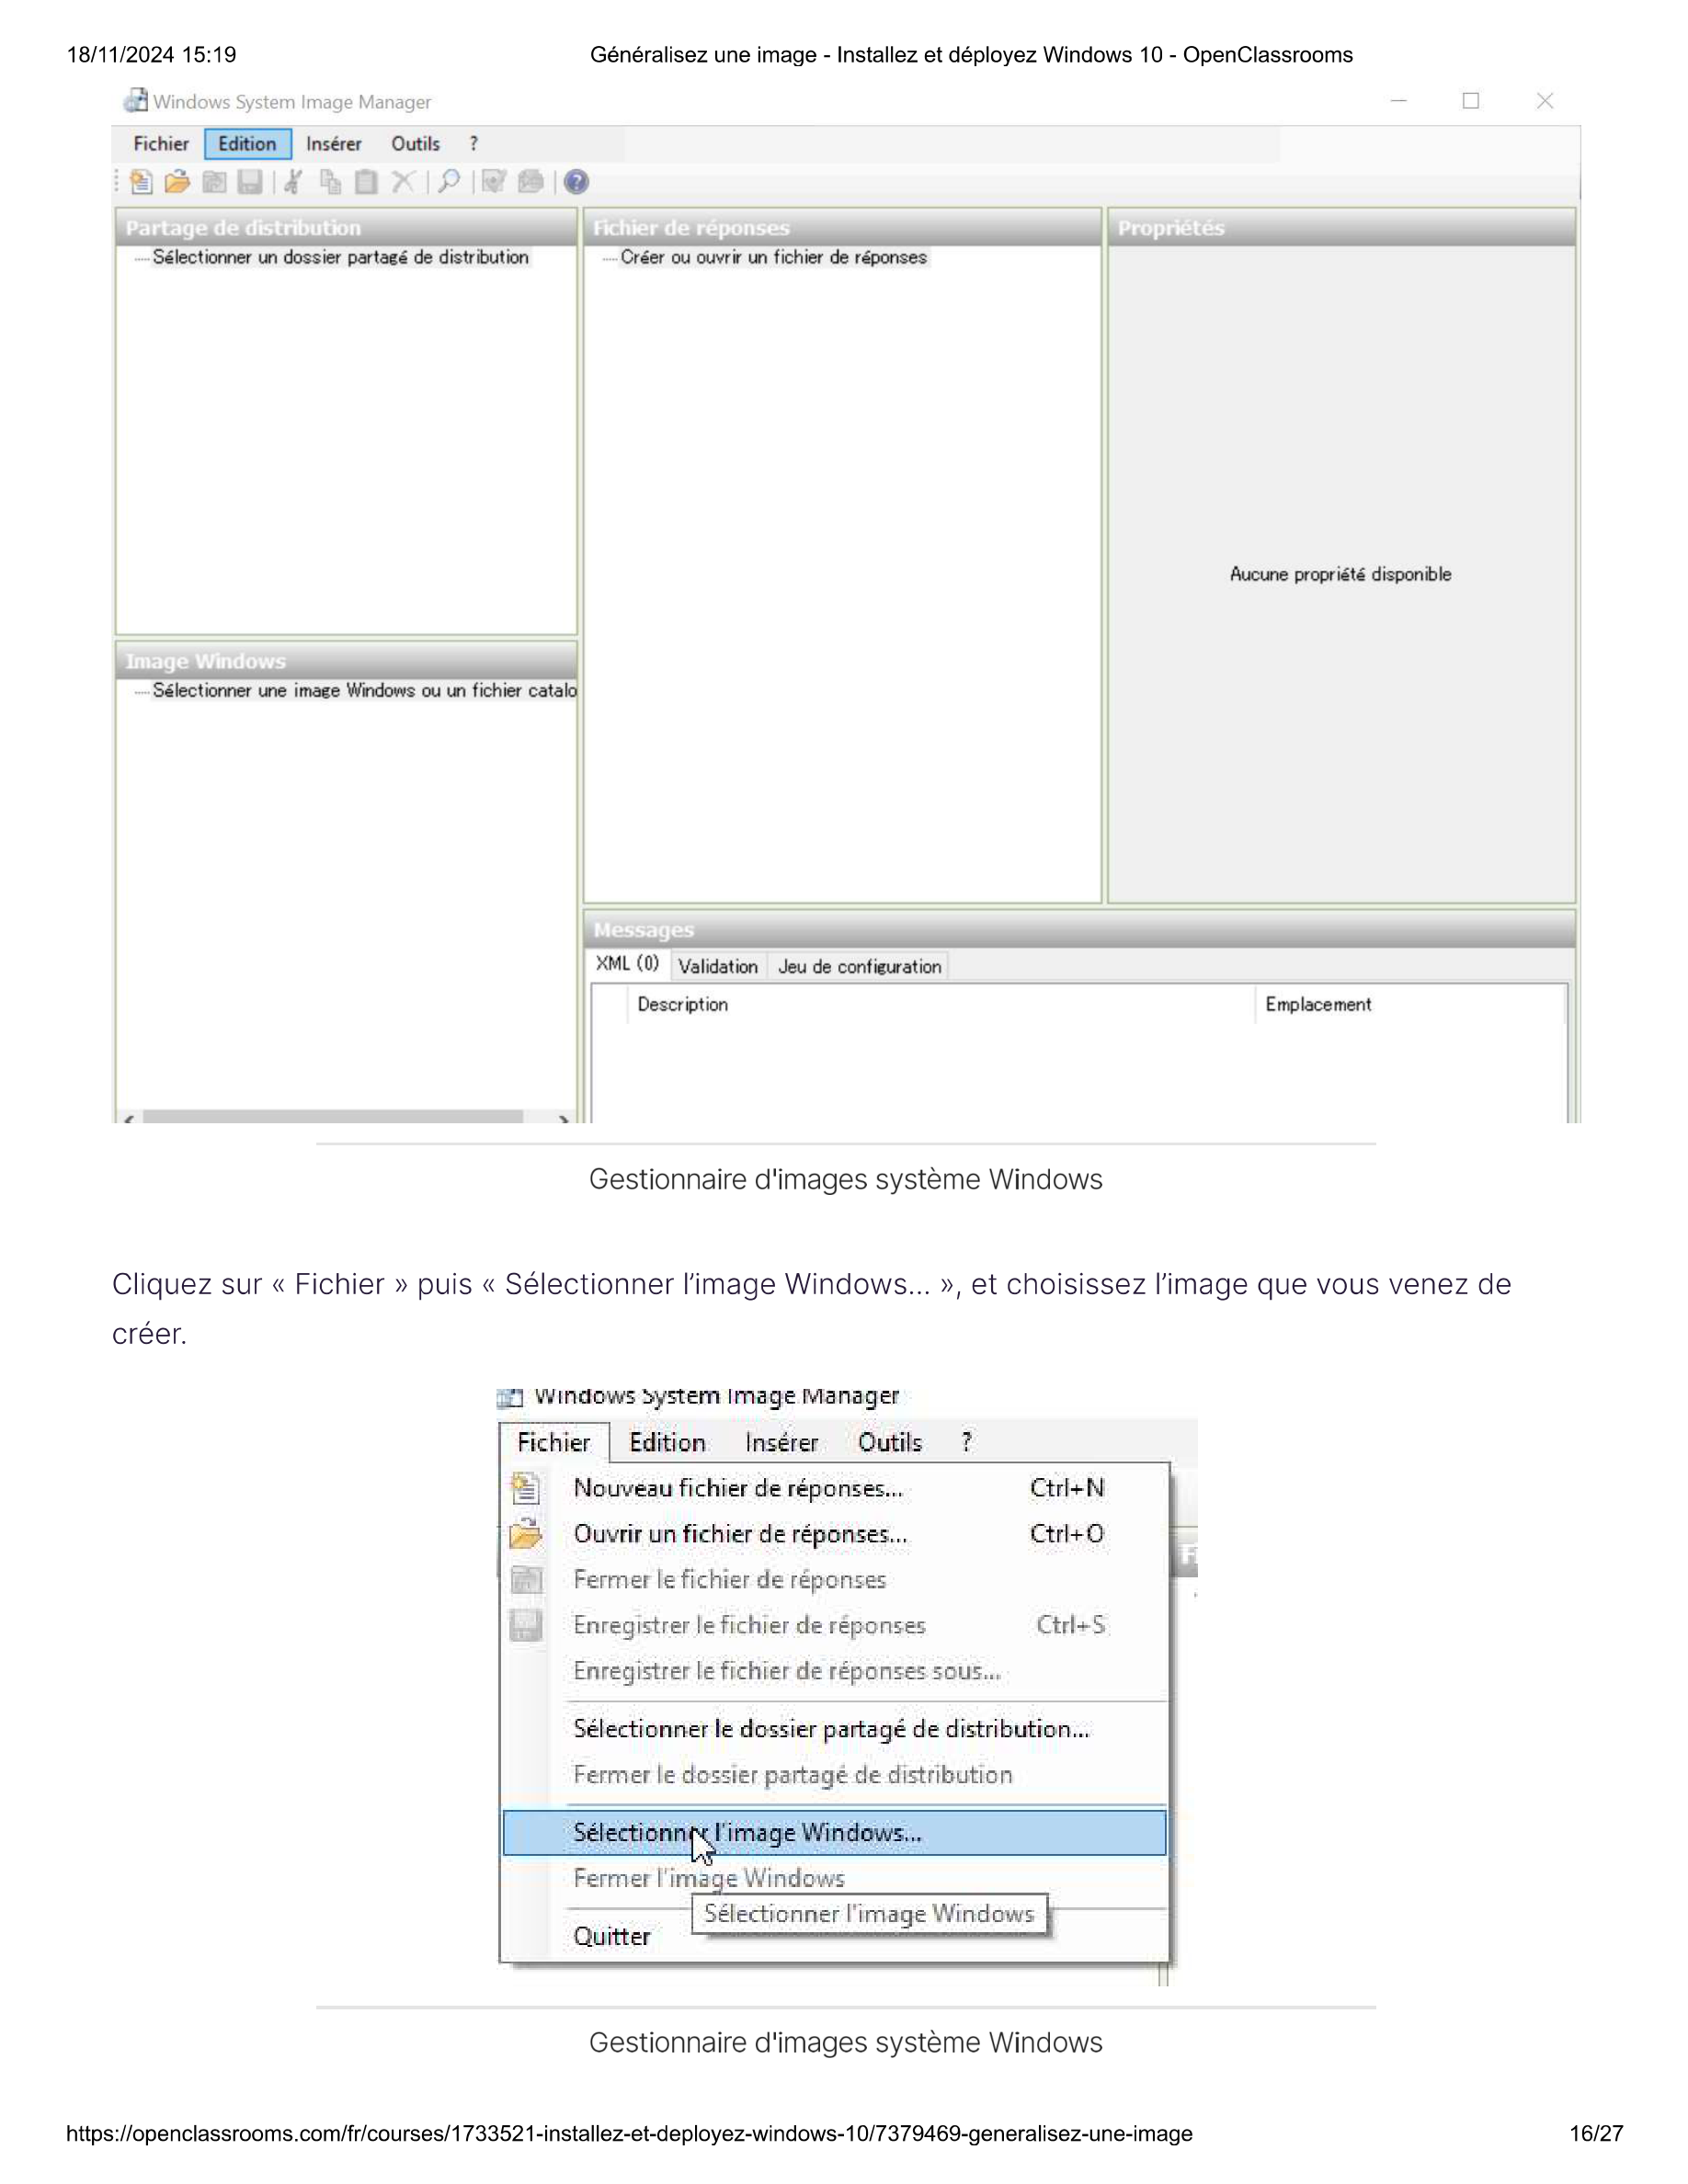 18/11/2024 15:19
Généralisez une image - Installez et déployez Windows 10 - OpenClassrooms
Windows System Image Manager
Fichier Edition Insérer Outils ?
Partage de distribution
Sélectionner un dossier partagé de distribution
Fichier de réponses
Créer ou ouvrir un fichier de réponses
Propriétés
Aucune propriété disponible
Image Windows
Sélectionner une image Windows ou un fichier catalo
Messages
XML (0) Validation Jeu de configuration
Description Emplacement
Gestionnaire d'images système Windows
Cliquez sur « Fichier » puis « Sélectionner l’image Windows... », et choisissez l’image que vous venez de
créer.
Windows System Image Manager
Fichier Edition Insérer Outils ?
Nouveau fichier de réponses... Ctrl+N
Ouvrir un fichier de réponses... Ctrl+O
Fermer le fichier de réponses
Enregistrer le fichier de réponses Ctrl+S
Enregistrer le fichier de réponses sous...
Sélectionner le dossier partagé de distribution...
Fermer le dossier partagé de distribution
Sélectionner l'image Windows...
Fermer l'image Windows
Sélectionner l'image Windows
Quitter
Gestionnaire d'images système Windows
https://openclassrooms.com/fr/courses/1733521-installez-et-deployez-windows-10/7379469-generalisez-une-image
16/27